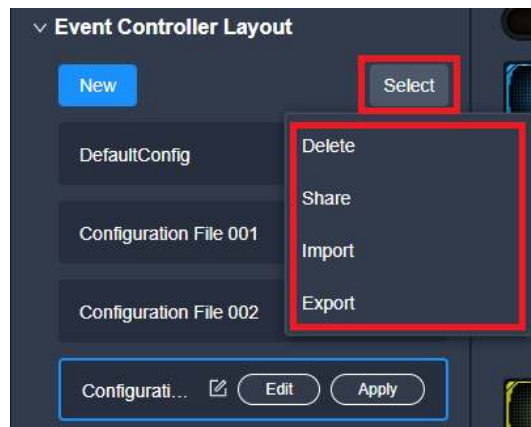 Event Controller Layout
New
Select
DefaultConfig
Delete
Share
Configuration File 001
Import
Configuration File 002
Export
Configurati...
Edit
Apply